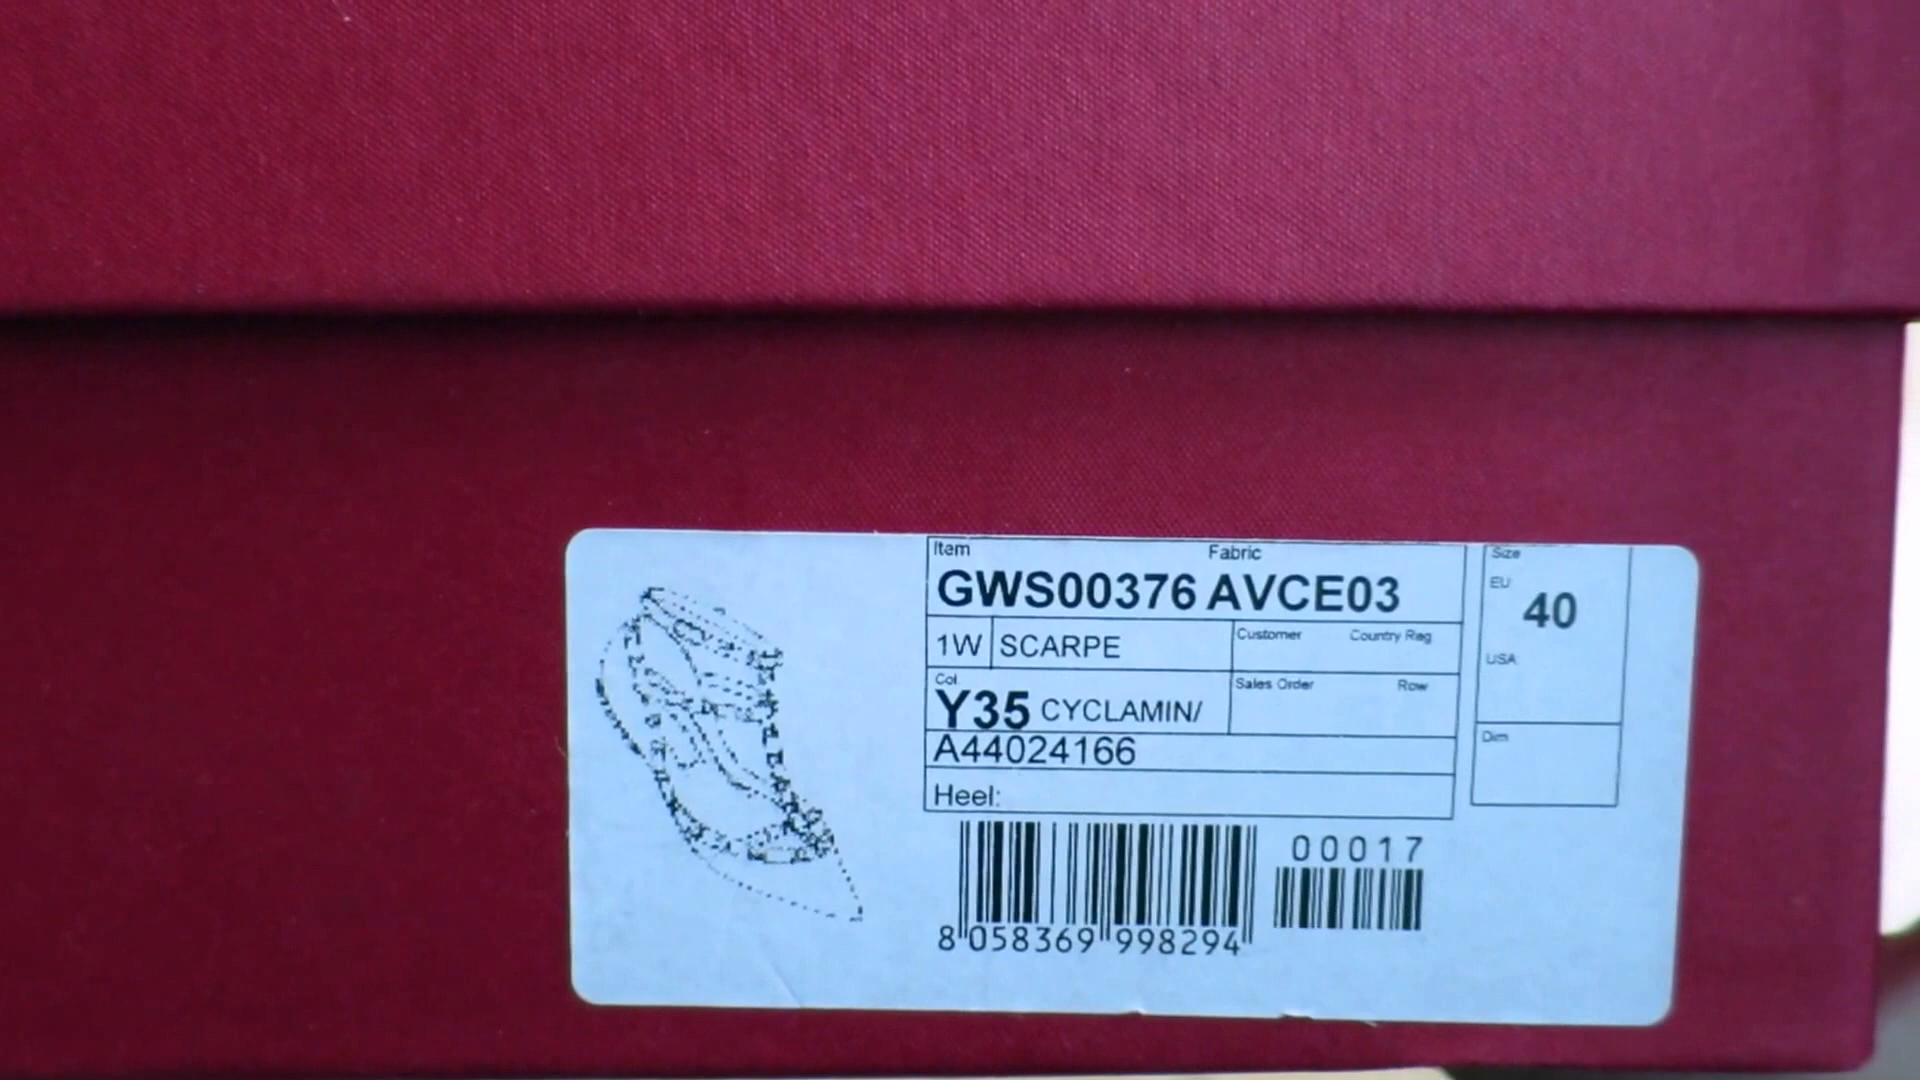 Item Fabric
GWS00376 AVCE03
1W SCARPE
Customer Country Reg
Col.
Y35 CYCLAMIN/
Sales Order Row
A44024166
Heel:
8 058369 998294
00017
Size
EU
40
USA
Dim